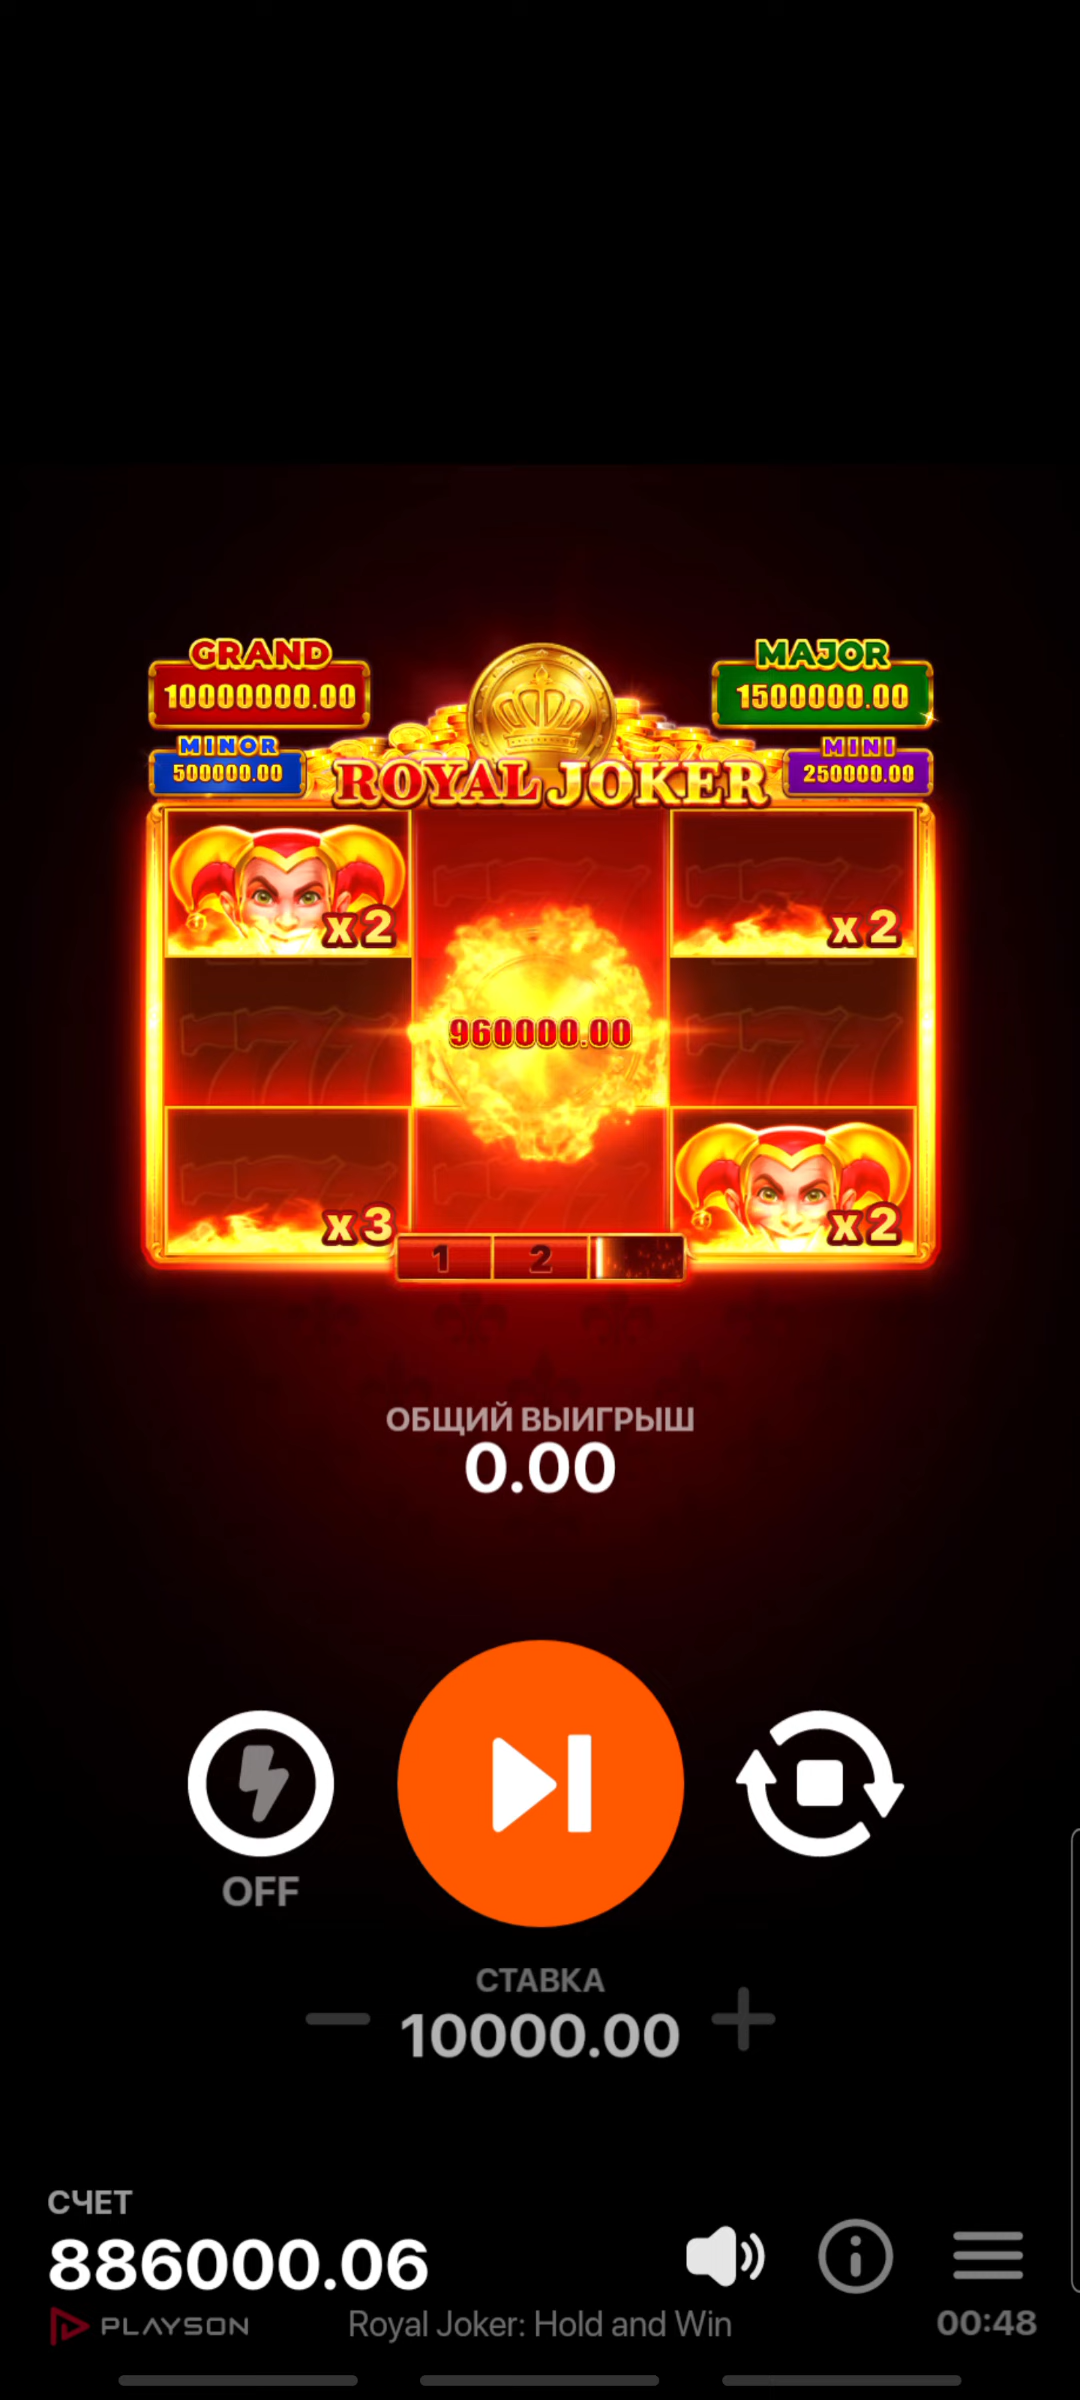 GRAND
10000000.00
MAJOR
1500000.00
MINOR
500000.00
MINI
250000.00
ROYAL JOKER
x2
x2
960000.00
x3
x2
1
2
ОБЩИЙ ВЫИГРЫШ
0.00
OFF
СТАВКА
10000.00
СЧЕТ
886000.06
PLAYSON
Royal Joker: Hold and Win
00:48